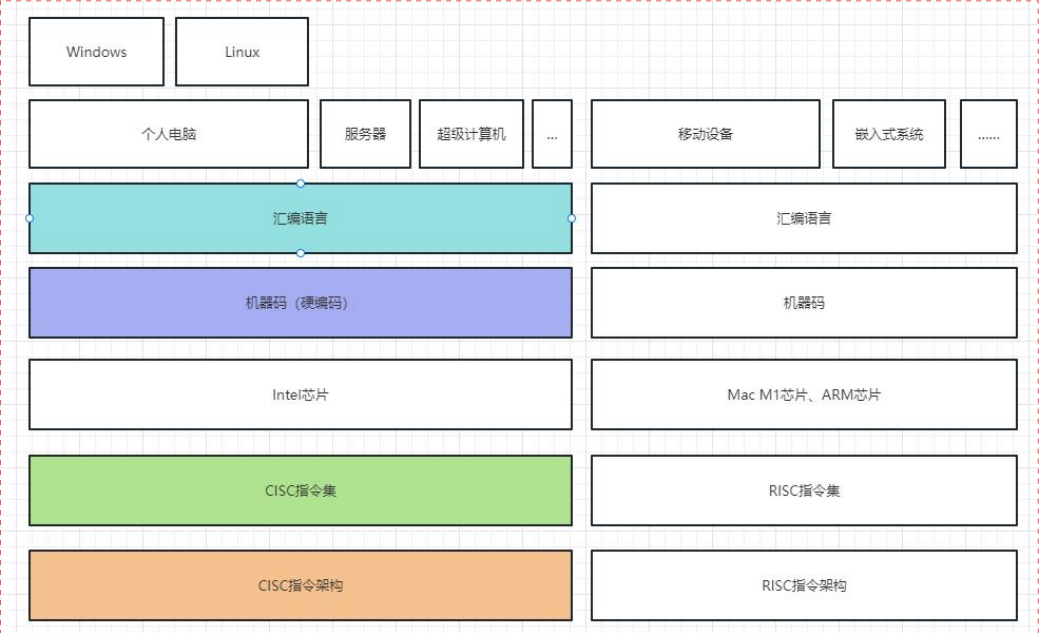 Windows
Linux
个人电脑
服务器
超级计算机
...
移动设备
嵌入式系统
......
汇编语言
汇编语言
机器码（硬编码）
机器码
Intel芯片
Mac M1芯片、ARM芯片
CISC指令集
RISC指令集
CISC指令架构
RISC指令架构